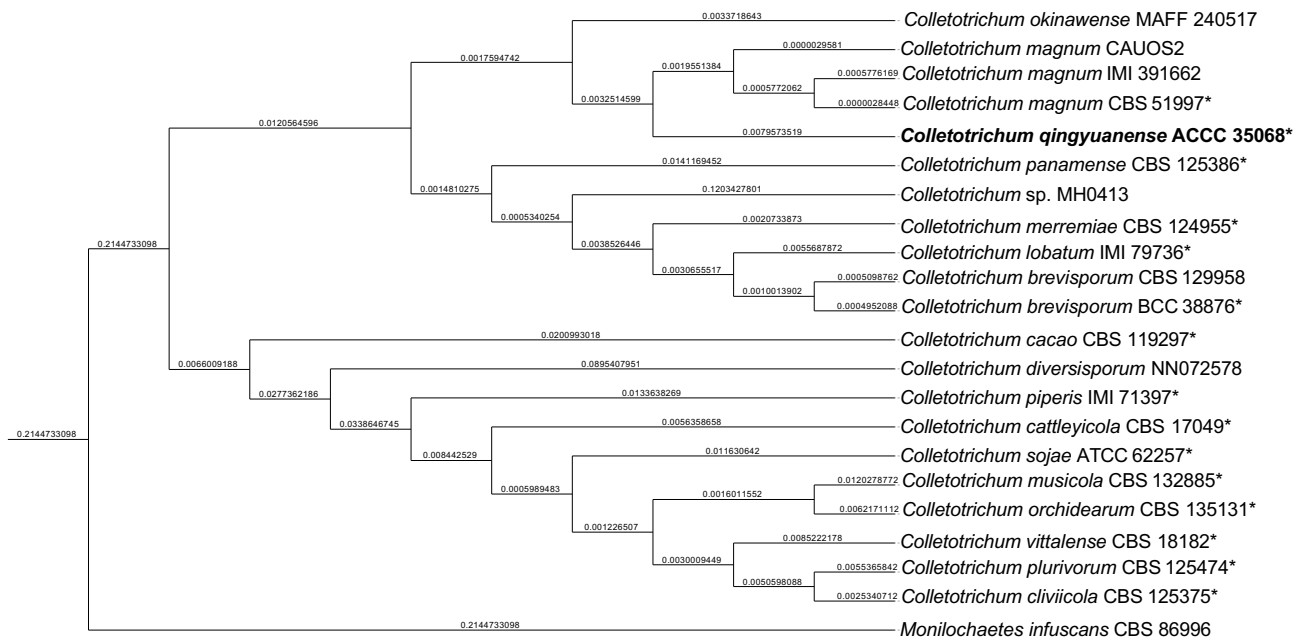 0.0033718643
Colletotrichum okinawense MAFF 240517
0.0000029581
Colletotrichum magnum CAUOS2
0.0017594742
0.0019551384
0.0005776169
Colletotrichum magnum IMI 391662
0.0005772062
0.0032514599
0.0000028448
Colletotrichum magnum CBS 51997*
0.0120564596
0.0079573519
Colletotrichum qingyuanense ACCC 35068*
0.0141169452
Colletotrichum panamense CBS 125386*
0.0014810275
0.1203427801
Colletotrichum sp. MH0413
0.0005340254
0.0020733873
Colletotrichum merremiae CBS 124955*
0.2144733098
0.0038526446
0.0055687872
Colletotrichum lobatum IMI 79736*
0.0030655517
0.0005098762
Colletotrichum brevisporum CBS 129958
0.0010013902
0.0004952088
Colletotrichum brevisporum BCC 38876*
0.0200993018
Colletotrichum cacao CBS 119297*
0.0066009188
0.0895407951
Colletotrichum diversisporum NN072578
0.0277362186
0.0133638269
Colletotrichum piperis IMI 71397*
0.0338646745
0.0056358658
Colletotrichum cattleyicola CBS 17049*
0.2144733098
0.008442529
0.011630642
Colletotrichum sojae ATCC 62257*
0.0005989483
0.0120278772
Colletotrichum musicola CBS 132885*
0.0016011552
0.0062171112
Colletotrichum orchidearum CBS 135131*
0.001226507
0.0085222178
Colletotrichum vittalense CBS 18182*
0.0030009449
0.0055365842
Colletotrichum plurivorum CBS 125474*
0.0050598088
0.0025340712
Colletotrichum cliviicola CBS 125375*
0.2144733098
Monilochaetes infuscans CBS 86996